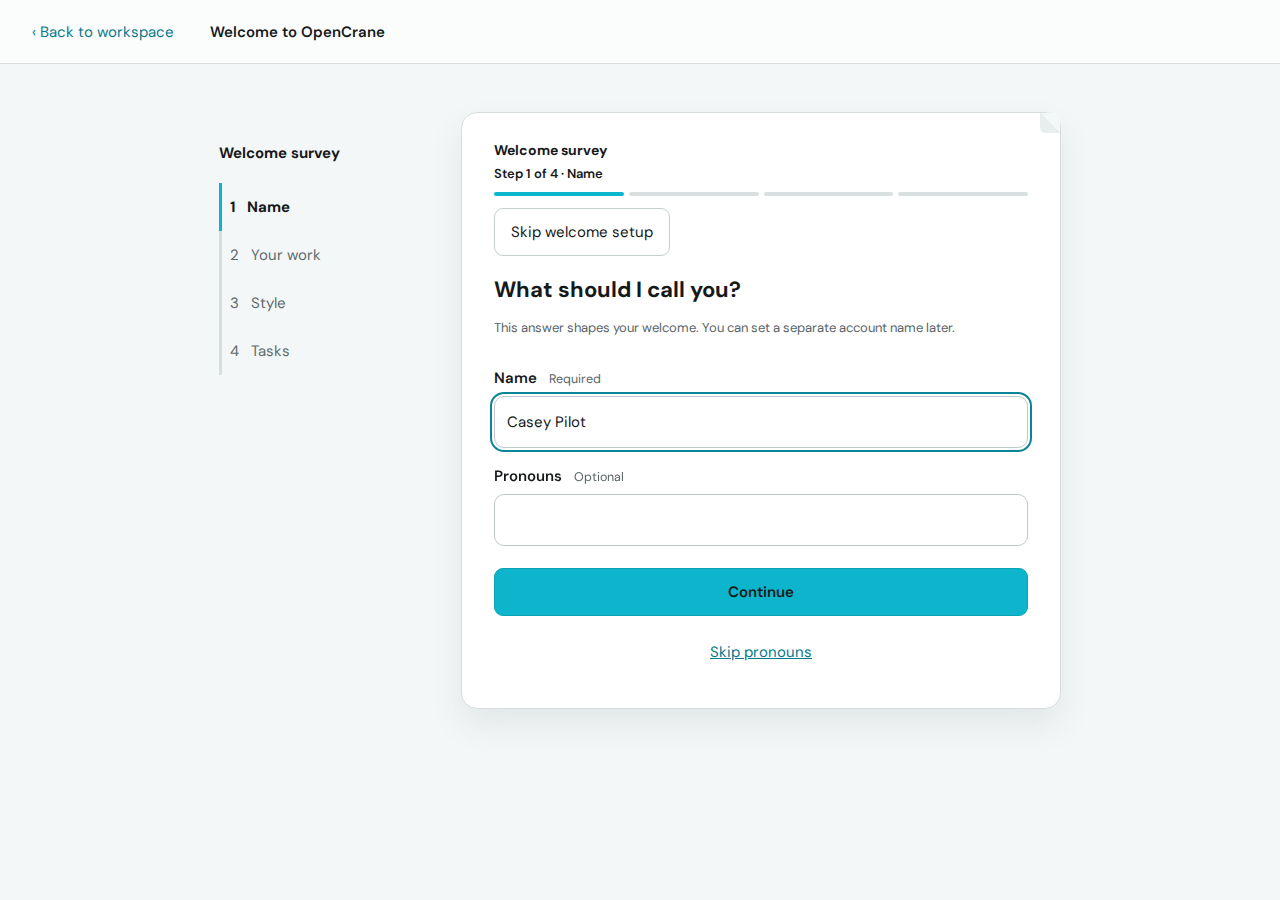 ‹ Back to workspace
Welcome to OpenCrane
Welcome survey
1 Name
2 Your work
3 Style
4 Tasks
Welcome survey
Step 1 of 4 · Name
Skip welcome setup
What should I call you?
This answer shapes your welcome. You can set a separate account name later.
Name Required
Casey Pilot
Pronouns Optional
Continue
Skip pronouns